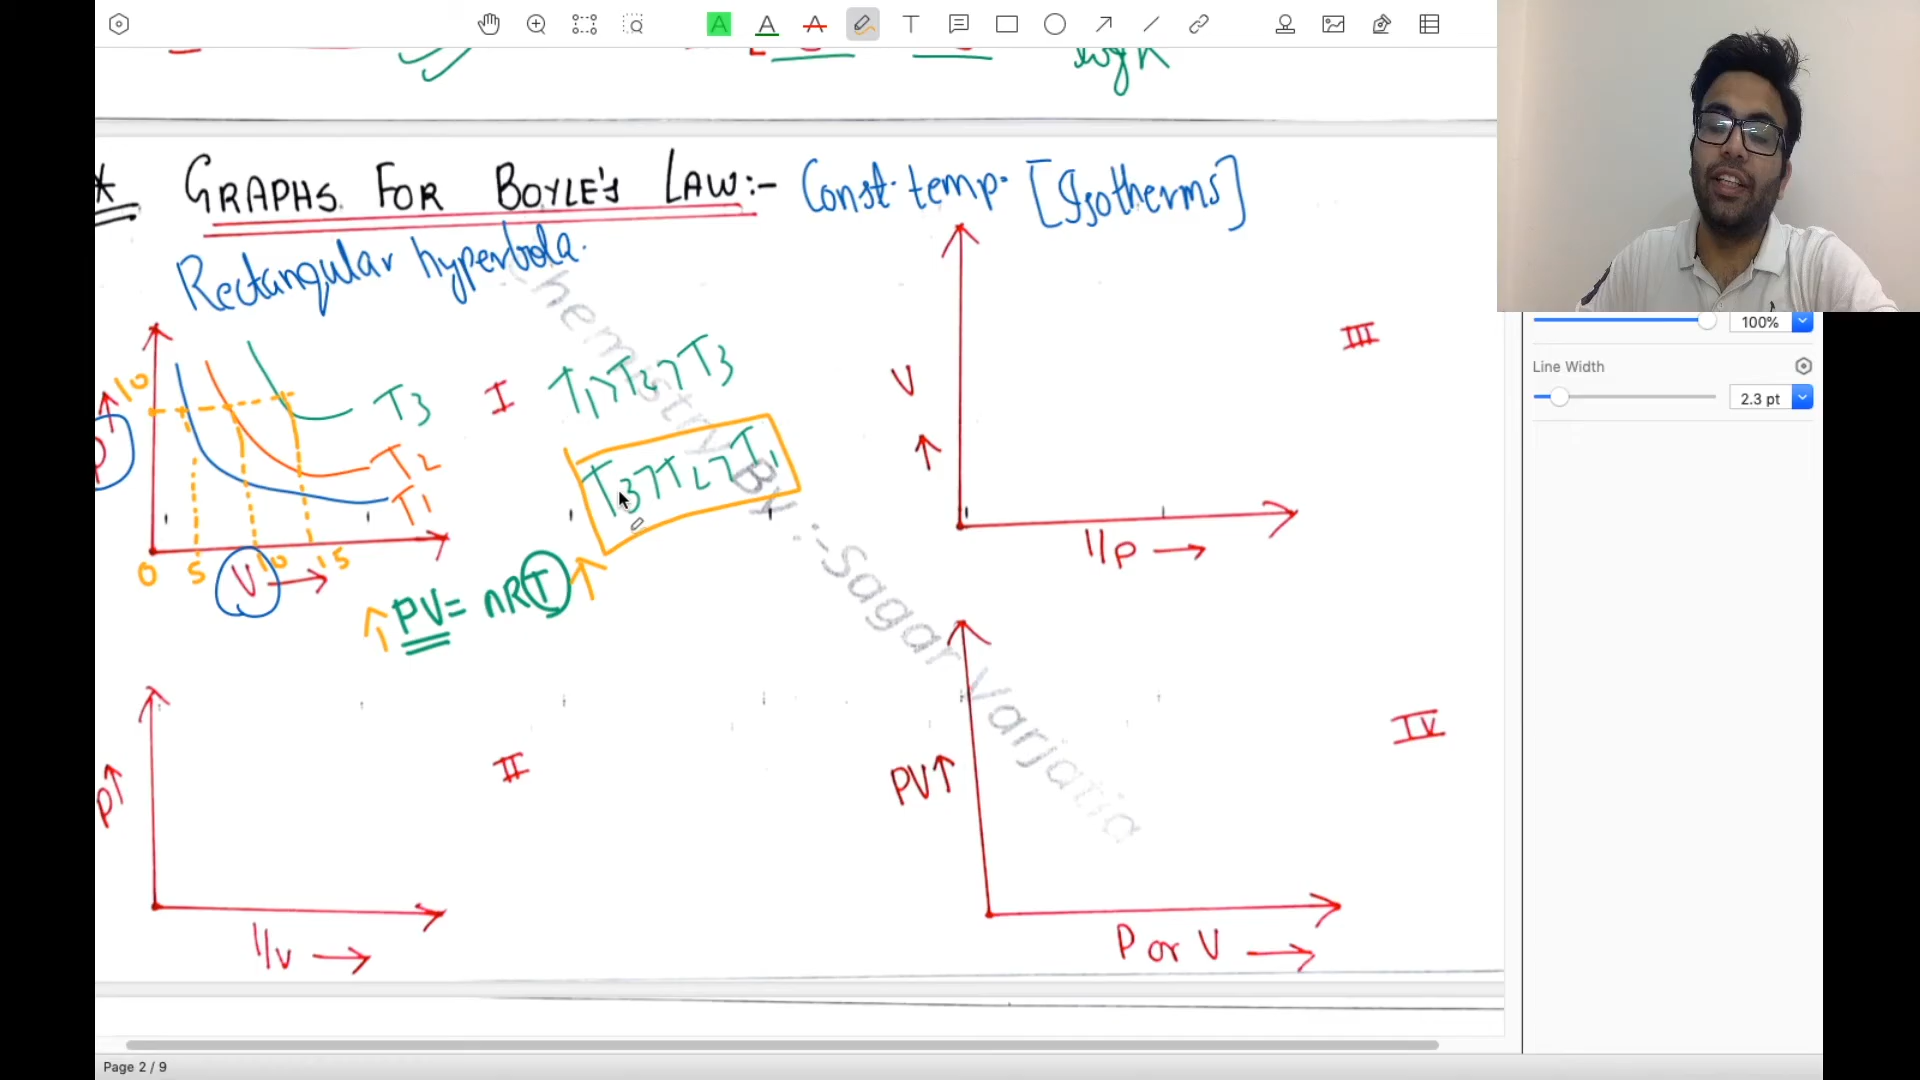 * GRAPHS FOR BOYLE'S LAW:- Const. temp. [Isotherms]
Rectangular hyperbola.
10
P
T3
T2
T1
0 5 10 15
V
I
T1>T2>T3
T3>T2>T1
PV = nRT
V
1/P
III
P
1/V
II
PV
P or V
IV
Chemistry By :- Sagar Varjatia
100%
Line Width
2.3 pt
Page 2 / 9
A A A T